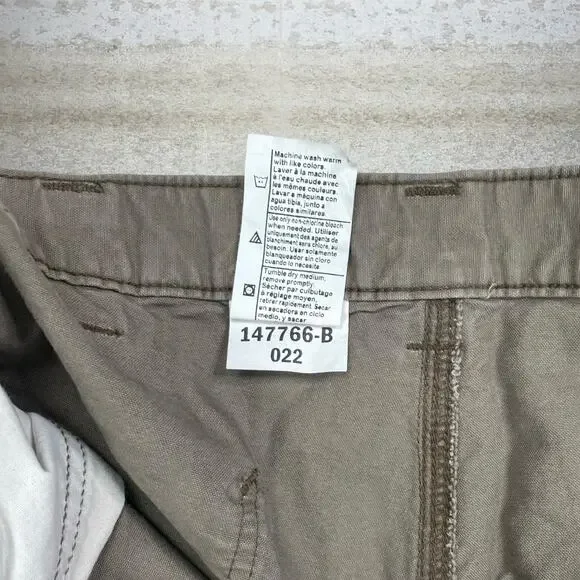 Machine wash warm
with like colors.
Laver à la machine
à l'eau chaude avec
les mêmes couleurs.
Lavar a máquina con
agua tibia, junto a
colores similares.
Use only non-chlorine bleach
when needed. Utiliser
uniquement des agents de
blanchiment sans chlore, au
besoin. Usar solamente
blanqueador sin cloro
cuando lo necesite
Tumble dry medium;
remove promptly.
Sécher par culbutage
à réglage moyen,
retirer rapidement. Secar
en secadora en ciclo
medio, y sacar
147766-B
022